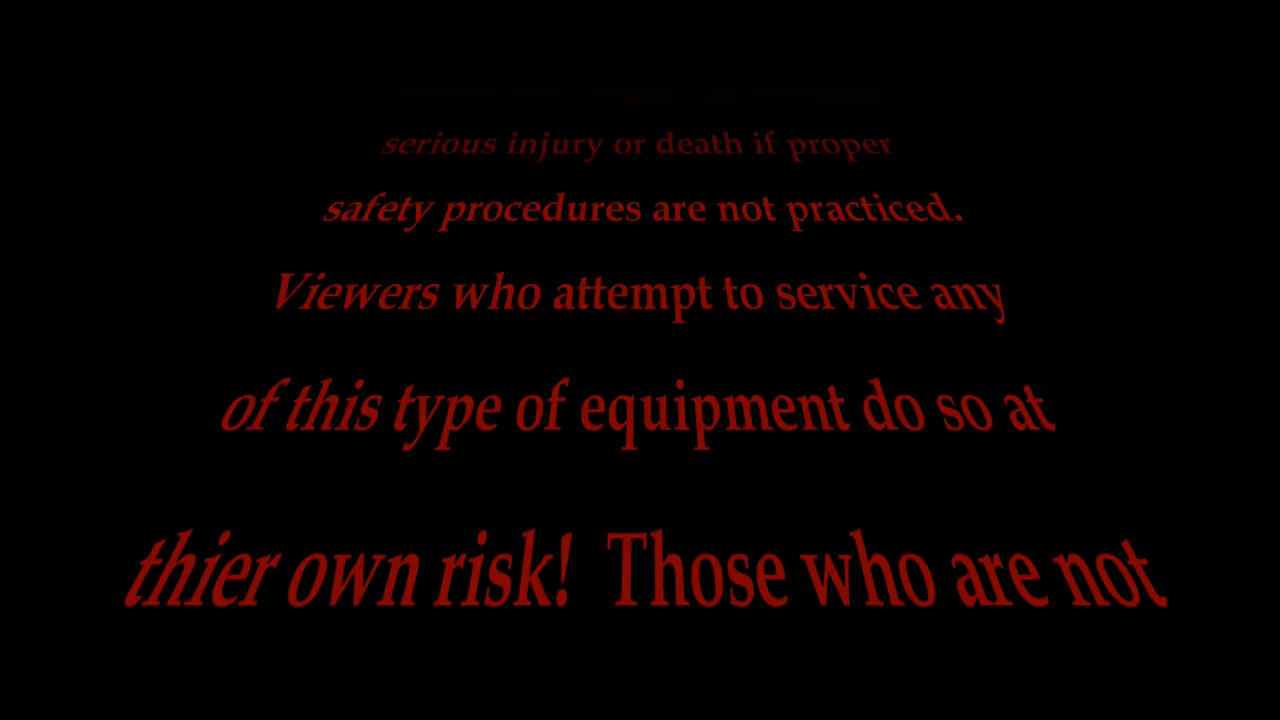 serious injury or death if proper
safety procedures are not practiced.
Viewers who attempt to service any
of this type of equipment do so at
thier own risk!  Those who are not